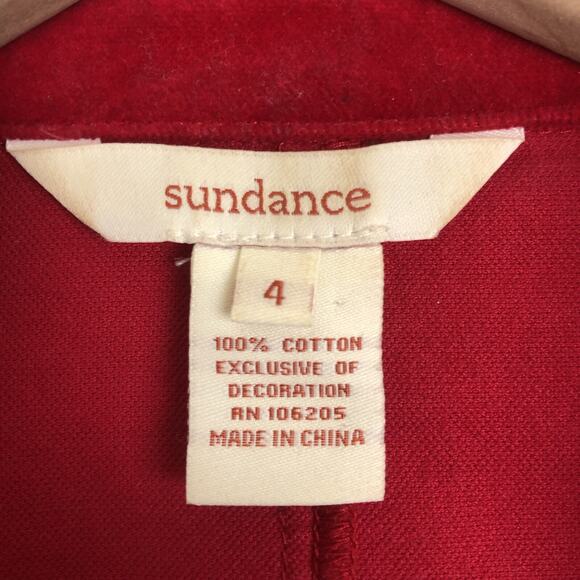 sundance
4
100% COTTON
EXCLUSIVE OF
DECORATION
RN 106205
MADE IN CHINA